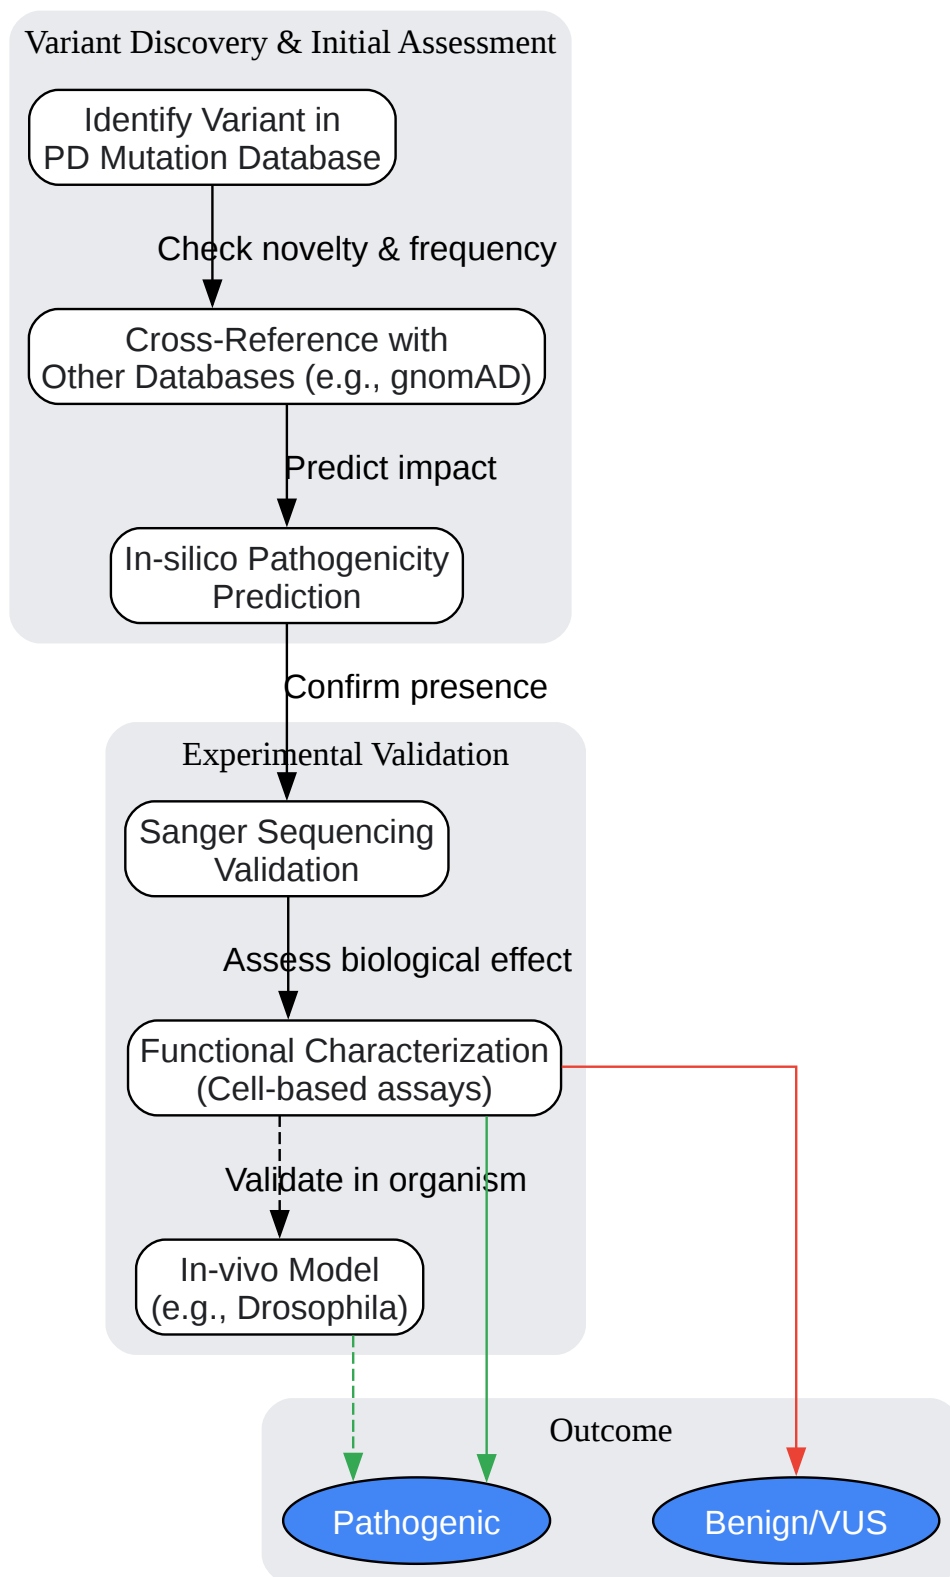 Variant Discovery & Initial Assessment
Identify Variant in
PD Mutation Database
Check novelty & frequency
Cross-Reference with
Other Databases (e.g., gnomAD)
Predict impact
In-silico Pathogenicity
Prediction
Confirm presence
Experimental Validation
Sanger Sequencing
Validation
Assess biological effect
Functional Characterization
(Cell-based assays)
Validate in organism
In-vivo Model
(e.g., Drosophila)
Outcome
Pathogenic
Benign/VUS